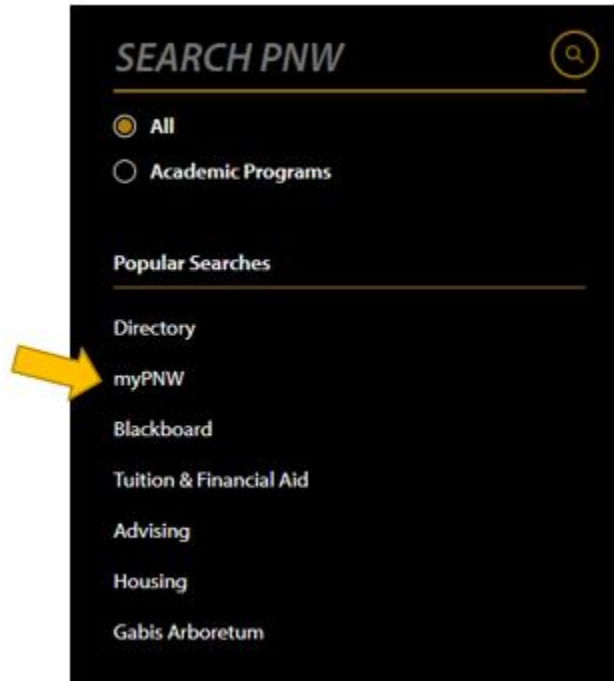 SEARCH PNW
All
Academic Programs
Popular Searches
Directory
myPNW
Blackboard
Tuition & Financial Aid
Advising
Housing
Gabis Arboretum